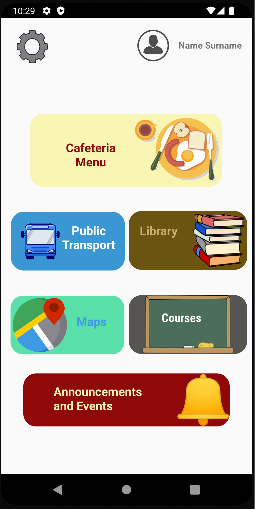 10:29
Name Surname
Cafeteria
Menu
Public
Transport
Library
Maps
Courses
Announcements
and Events